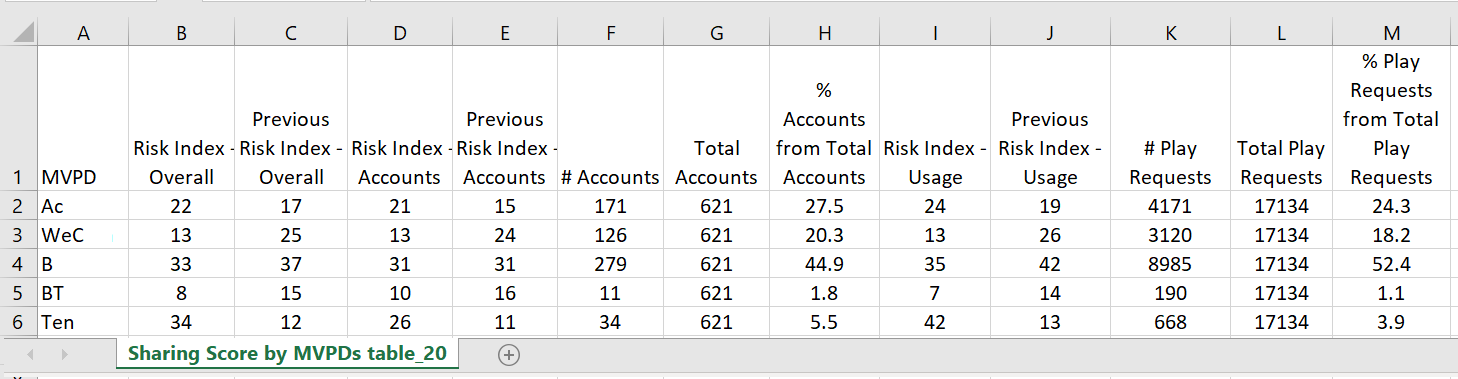 A B C D E F G H I J K L M
% Play
% Requests
Previous Previous Accounts Previous from Total
Risk Index - Risk Index - Risk Index - Risk Index - Total from Total Risk Index - Risk Index - # Play Total Play Play
1 MVPD Overall Overall Accounts Accounts # Accounts Accounts Accounts Usage Usage Requests Requests Requests
2 Ac 22 17 21 15 171 621 27.5 24 19 4171 17134 24.3
3 WeC 13 25 13 24 126 621 20.3 13 26 3120 17134 18.2
4 B 33 37 31 31 279 621 44.9 35 42 8985 17134 52.4
5 BT 8 15 10 16 11 621 1.8 7 14 190 17134 1.1
6 Ten 34 12 26 11 34 621 5.5 42 13 668 17134 3.9
Sharing Score by MVPDs table_20